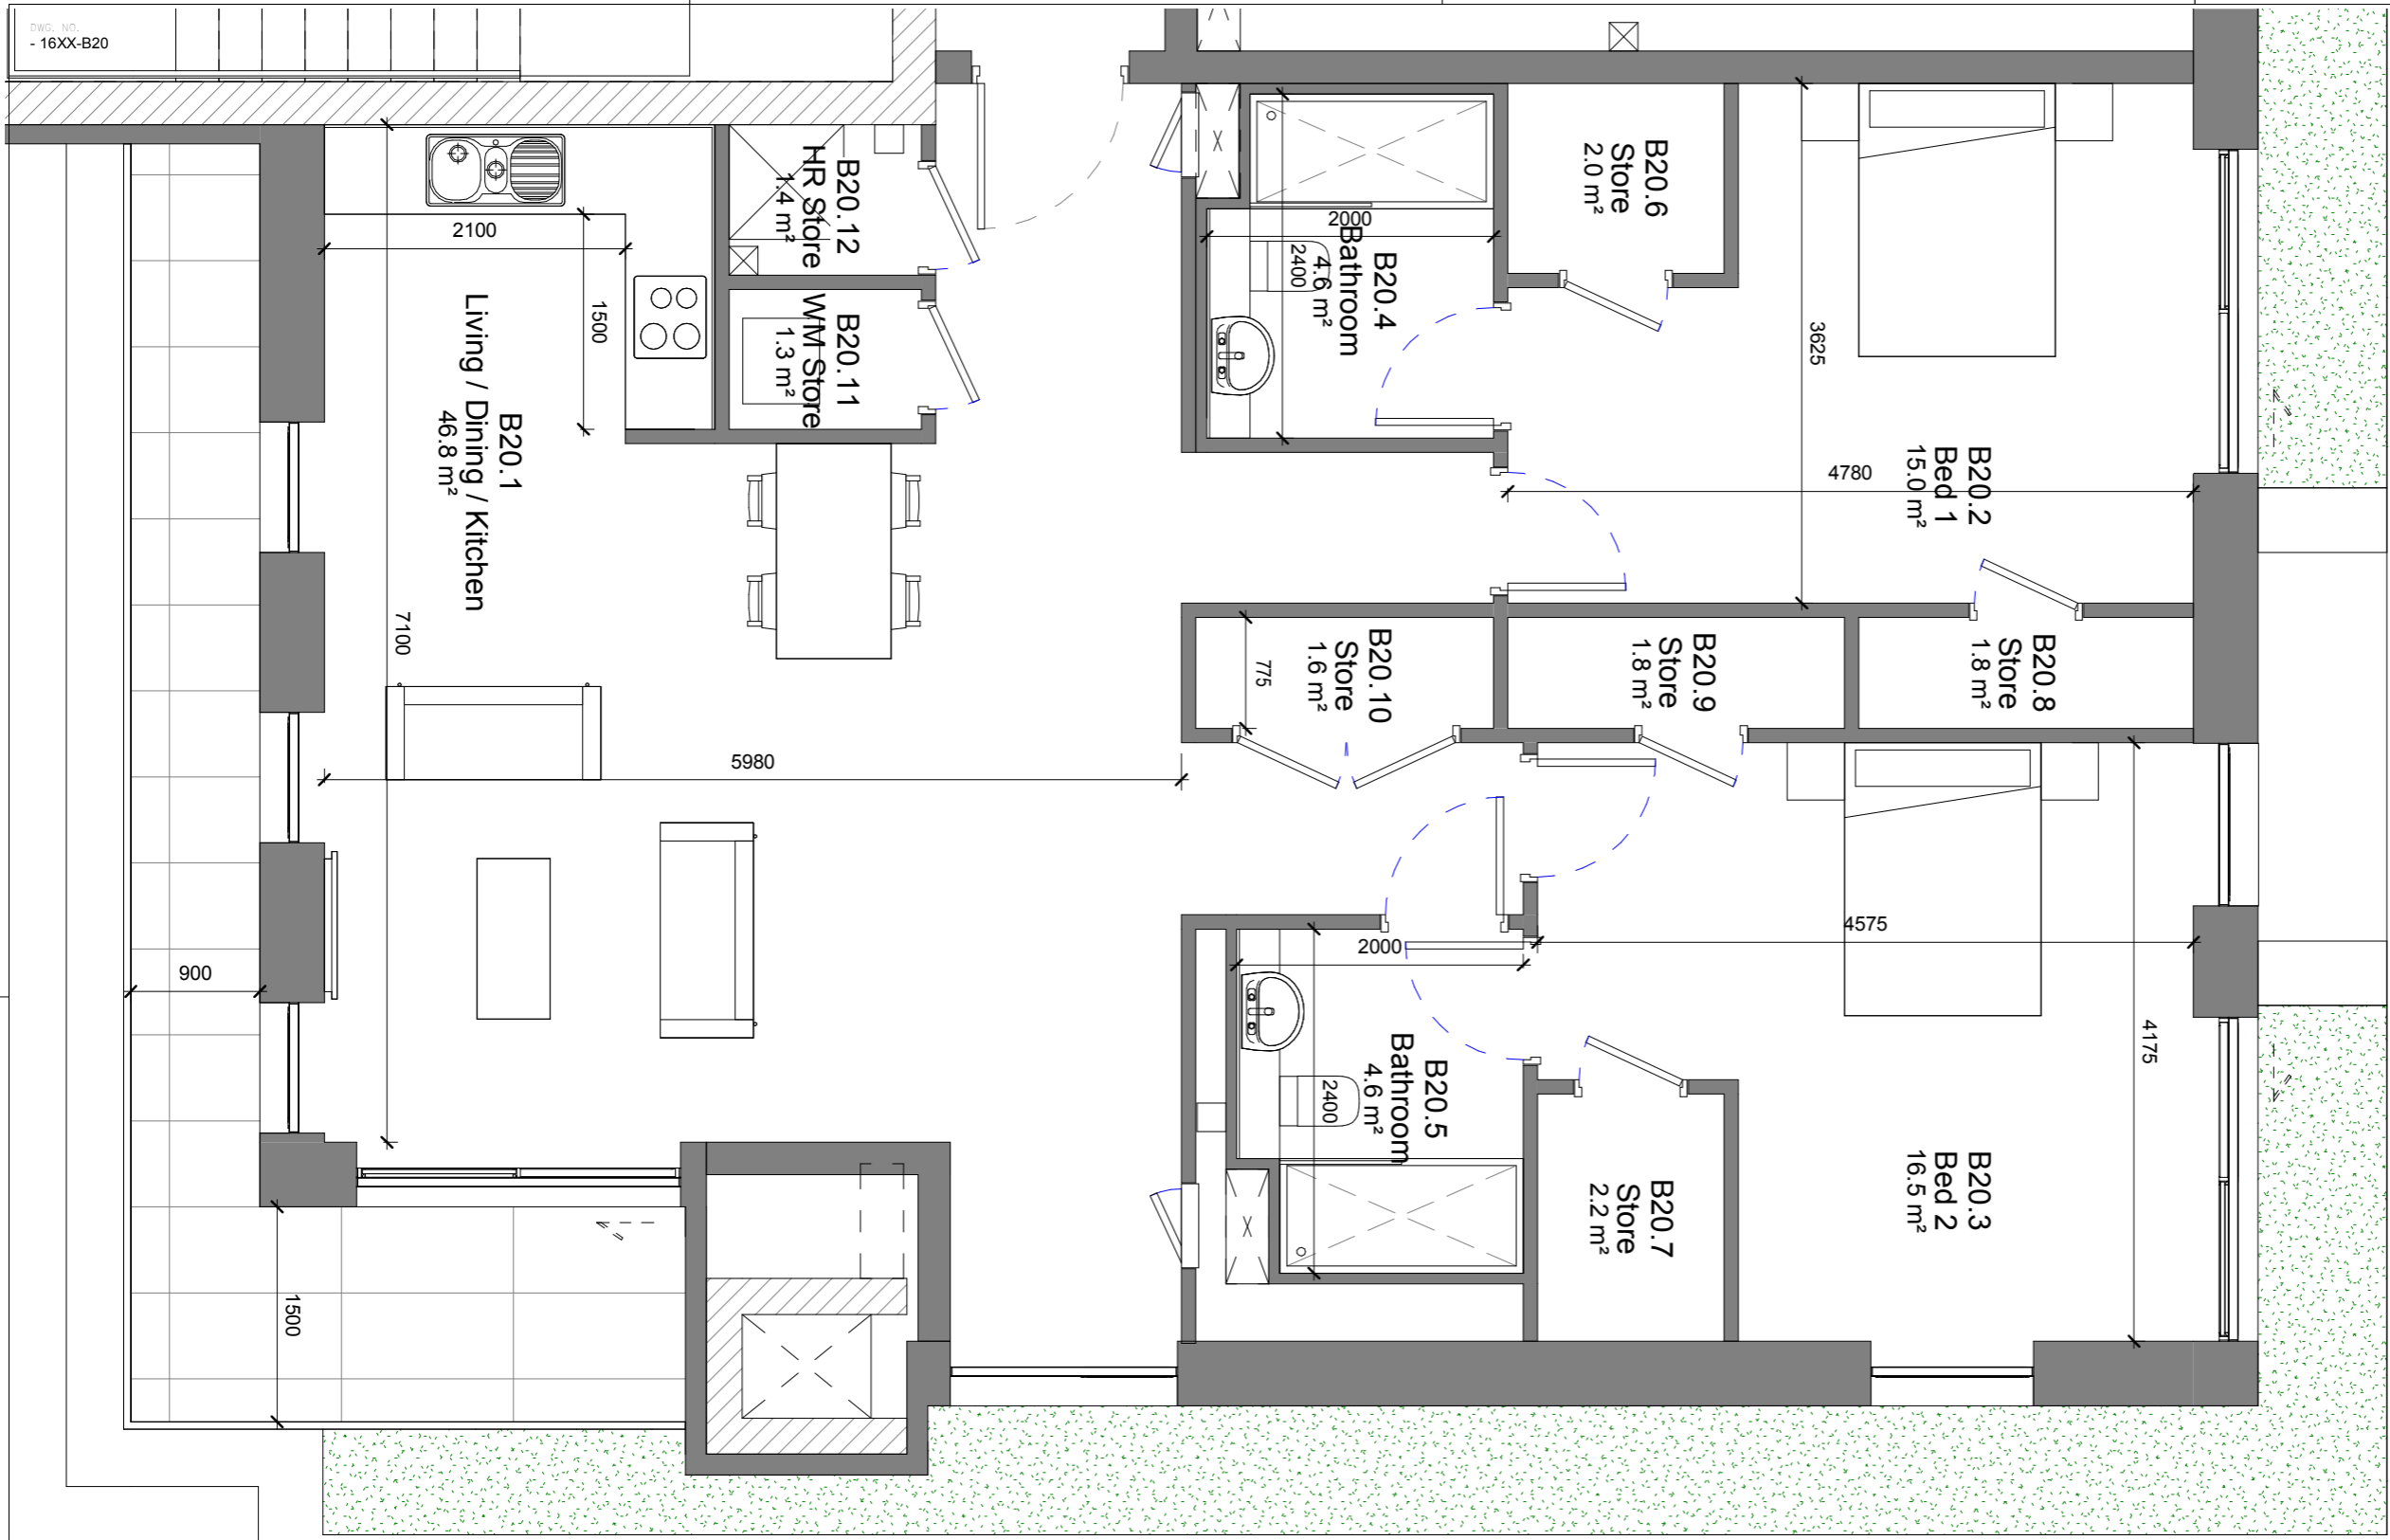 DWG. NO.
- 16XX-B20
B20.12
HR Store
1.4 m²
B20.11
WM Store
1.3 m²
2100
1500
B20.1
Living / Dining / Kitchen
46.8 m²
7100
5980
900
1500
B20.4
Bathroom
4.6 m²
2000
2400
B20.6
Store
2.0 m²
3625
4780
B20.2
Bed 1
15.0 m²
B20.10
Store
1.6 m²
775
B20.9
Store
1.8 m²
B20.8
Store
1.8 m²
2000
2400
B20.5
Bathroom
4.6 m²
4575
4175
B20.7
Store
2.2 m²
B20.3
Bed 2
16.5 m²